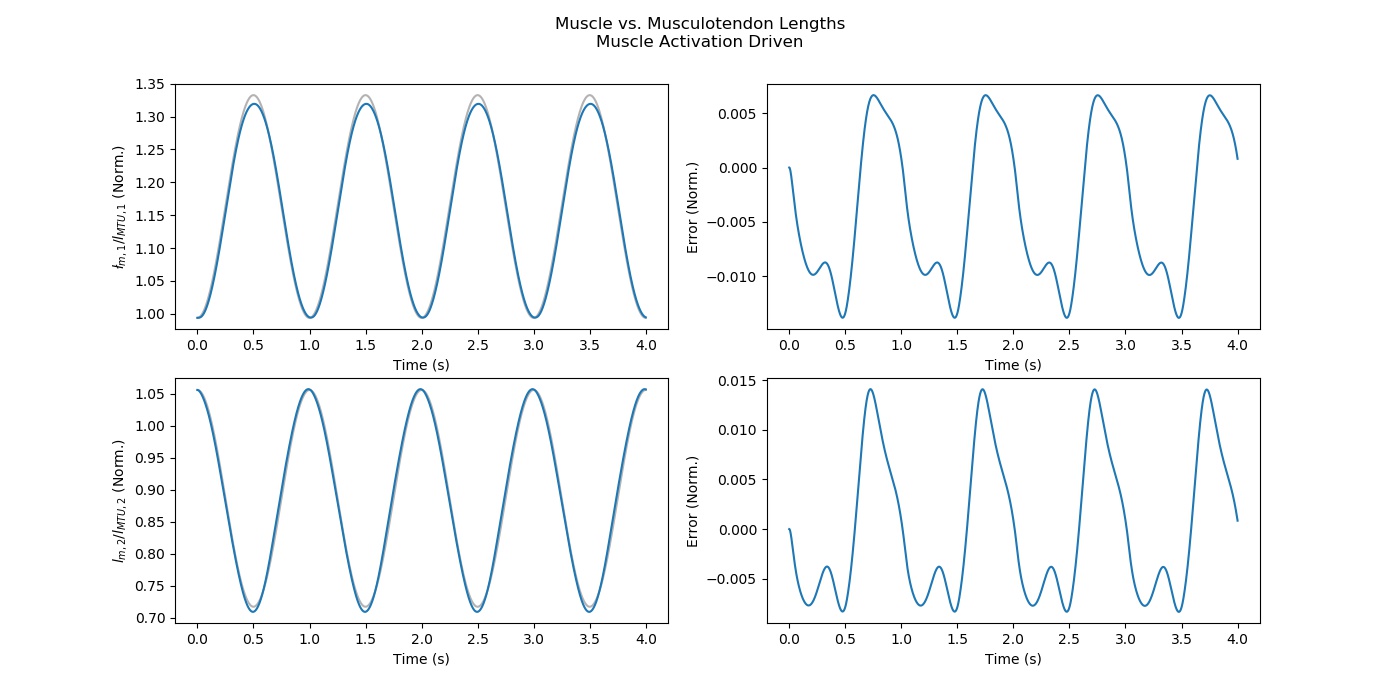 Muscle vs. Musculotendon Lengths
Muscle Activation Driven
1.35
1.30
1.25
1.20
1.15
1.10
1.05
1.00
l_{m,1}/l_{MTU,1} (Norm.)
0.0 0.5 1.0 1.5 2.0 2.5 3.0 3.5 4.0
Time (s)
0.005
0.000
−0.005
−0.010
Error (Norm.)
0.0 0.5 1.0 1.5 2.0 2.5 3.0 3.5 4.0
Time (s)
1.05
1.00
0.95
0.90
0.85
0.80
0.75
0.70
l_{m,2}/l_{MTU,2} (Norm.)
0.0 0.5 1.0 1.5 2.0 2.5 3.0 3.5 4.0
Time (s)
0.015
0.010
0.005
0.000
−0.005
Error (Norm.)
0.0 0.5 1.0 1.5 2.0 2.5 3.0 3.5 4.0
Time (s)